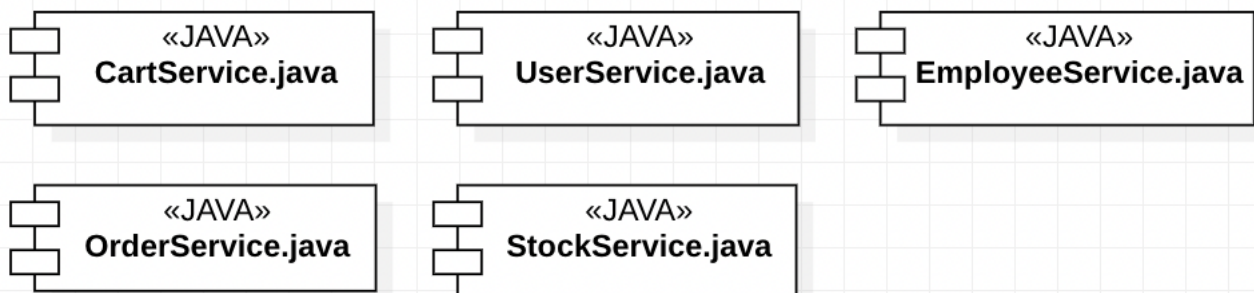 «JAVA»
CartService.java
«JAVA»
UserService.java
«JAVA»
EmployeeService.java
«JAVA»
OrderService.java
«JAVA»
StockService.java